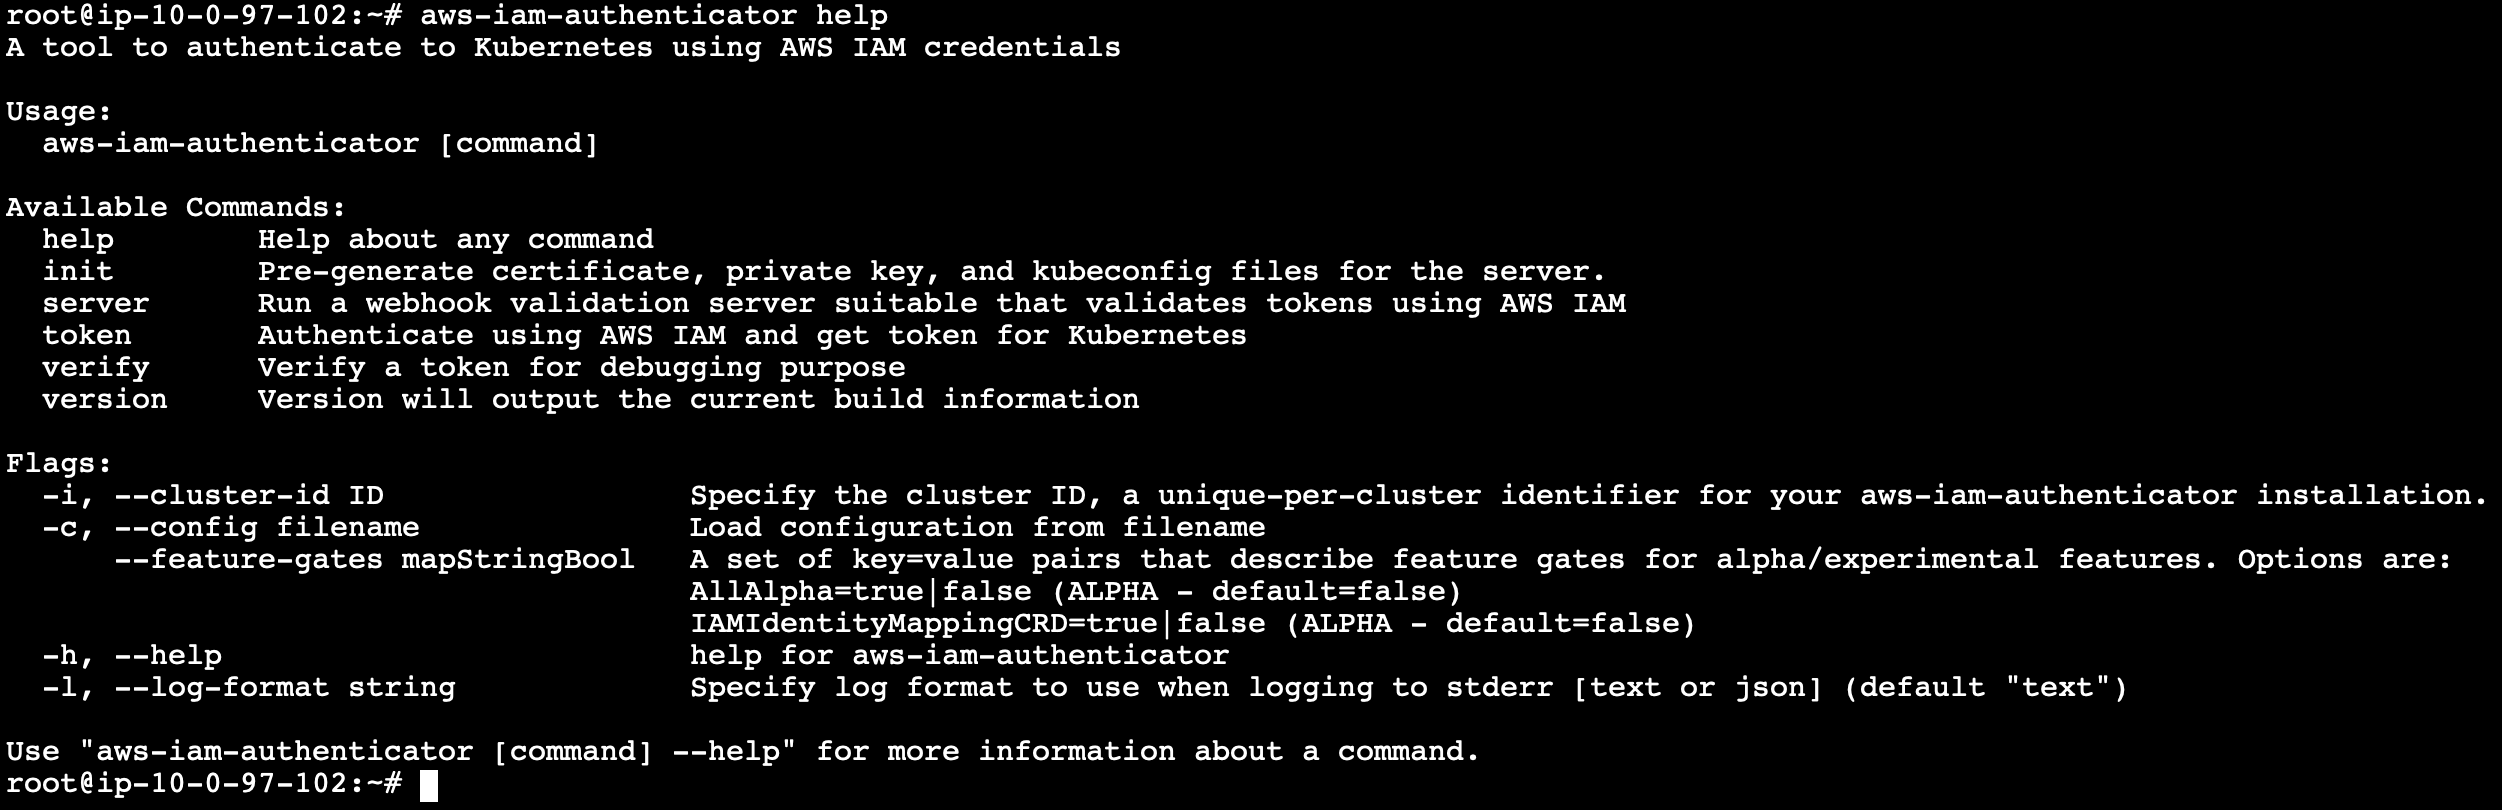 root@ip-10-0-97-102:~# aws-iam-authenticator help
A tool to authenticate to Kubernetes using AWS IAM credentials

Usage:
  aws-iam-authenticator [command]

Available Commands:
  help        Help about any command
  init        Pre-generate certificate, private key, and kubeconfig files for the server.
  server      Run a webhook validation server suitable that validates tokens using AWS IAM
  token       Authenticate using AWS IAM and get token for Kubernetes
  verify      Verify a token for debugging purpose
  version     Version will output the current build information

Flags:
  -i, --cluster-id ID                 Specify the cluster ID, a unique-per-cluster identifier for your aws-iam-authenticator installation.
  -c, --config filename               Load configuration from filename
      --feature-gates mapStringBool   A set of key=value pairs that describe feature gates for alpha/experimental features. Options are:
                                      AllAlpha=true|false (ALPHA - default=false)
                                      IAMIdentityMappingCRD=true|false (ALPHA - default=false)
  -h, --help                          help for aws-iam-authenticator
  -l, --log-format string             Specify log format to use when logging to stderr [text or json] (default "text")

Use "aws-iam-authenticator [command] --help" for more information about a command.
root@ip-10-0-97-102:~#